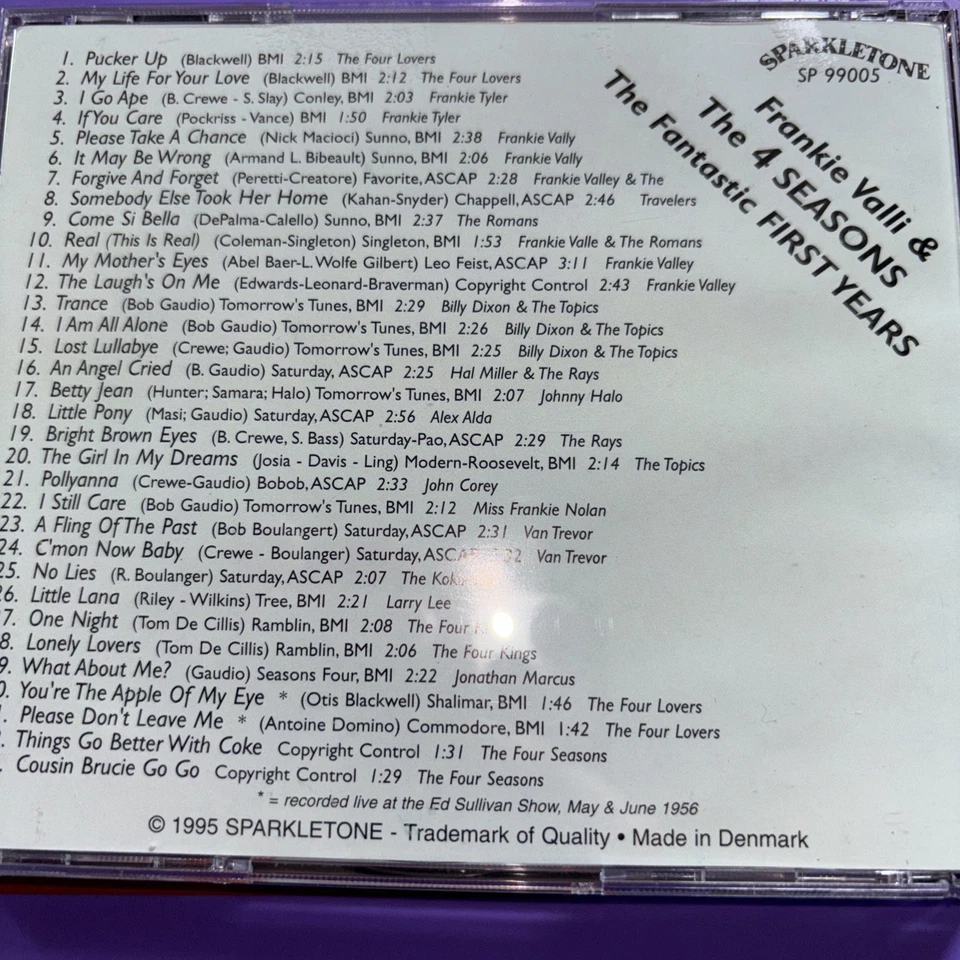 SPARKLETONE
SP 99005
Frankie Valli &
The 4 SEASONS
The Fantastic FIRST YEARS
1. Pucker Up (Blackwell) BMI 2:15 The Four Lovers
2. My Life For Your Love (Blackwell) BMI 2:12 The Four Lovers
3. I Go Ape (B. Crewe - S. Slay) Conley, BMI 2:03 Frankie Tyler
4. If You Care (Pockriss - Vance) BMI 1:50 Frankie Tyler
5. Please Take A Chance (Nick Macioci) Sunno, BMI 2:38 Frankie Vally
6. It May Be Wrong (Armand L. Bibeault) Sunno, BMI 2:06 Frankie Vally
7. Forgive And Forget (Peretti-Creatore) Favorite, ASCAP 2:28 Frankie Valley & The
8. Somebody Else Took Her Home (Kahan-Snyder) Chappell, ASCAP 2:46 Travelers
9. Come Si Bella (DePalma-Calello) Sunno, BMI 2:37 The Romans
10. Real (This Is Real) (Coleman-Singleton) Singleton, BMI 1:53 Frankie Valle & The Romans
11. My Mother's Eyes (Abel Baer-L. Wolfe Gilbert) Leo Feist, ASCAP 3:11 Frankie Valley
12. The Laugh's On Me (Edwards-Leonard-Braverman) Copyright Control 2:43 Frankie Valley
13. Trance (Bob Gaudio) Tomorrow's Tunes, BMI 2:29 Billy Dixon & The Topics
14. I Am All Alone (Bob Gaudio) Tomorrow's Tunes, BMI 2:26 Billy Dixon & The Topics
15. Lost Lullabye (Crewe; Gaudio) Tomorrow's Tunes, BMI 2:25 Billy Dixon & The Topics
16. An Angel Cried (B. Gaudio) Saturday, ASCAP 2:25 Hal Miller & The Rays
17. Betty Jean (Hunter; Samara; Halo) Tomorrow's Tunes, BMI 2:07 Johnny Halo
18. Little Pony (Masi; Gaudio) Saturday, ASCAP 2:56 Alex Alda
19. Bright Brown Eyes (B. Crewe, S. Bass) Saturday-Pao, ASCAP 2:29 The Rays
20. The Girl In My Dreams (Josia - Davis - Ling) Modern-Roosevelt, BMI 2:14 The Topics
21. Pollyanna (Crewe-Gaudio) Bobob, ASCAP 2:33 John Corey
22. I Still Care (Bob Gaudio) Tomorrow's Tunes, BMI 2:12 Miss Frankie Nolan
23. A Fling Of The Past (Bob Boulangert) Saturday, ASCAP 2:31 Van Trevor
24. C'mon Now Baby (Crewe - Boulanger) Saturday, ASCAP Van Trevor
25. No Lies (R. Boulanger) Saturday, ASCAP 2:07 The
26. Little Lana (Riley - Wilkins) Tree, BMI 2:21 Larry Lee
7. One Night (Tom De Cillis) Ramblin, BMI 2:08 The Four
8. Lonely Lovers (Tom De Cillis) Ramblin, BMI 2:06 The Four Kings
9. What About Me? (Gaudio) Seasons Four, BMI 2:22 Jonathan Marcus
0. You're The Apple Of My Eye * (Otis Blackwell) Shalimar, BMI 1:46 The Four Lovers
. Please Don't Leave Me * (Antoine Domino) Commodore, BMI 1:42 The Four Lovers
. Things Go Better With Coke Copyright Control 1:31 The Four Seasons
. Cousin Brucie Go Go Copyright Control 1:29 The Four Seasons
* = recorded live at the Ed Sullivan Show, May & June 1956
© 1995 SPARKLETONE - Trademark of Quality • Made in Denmark